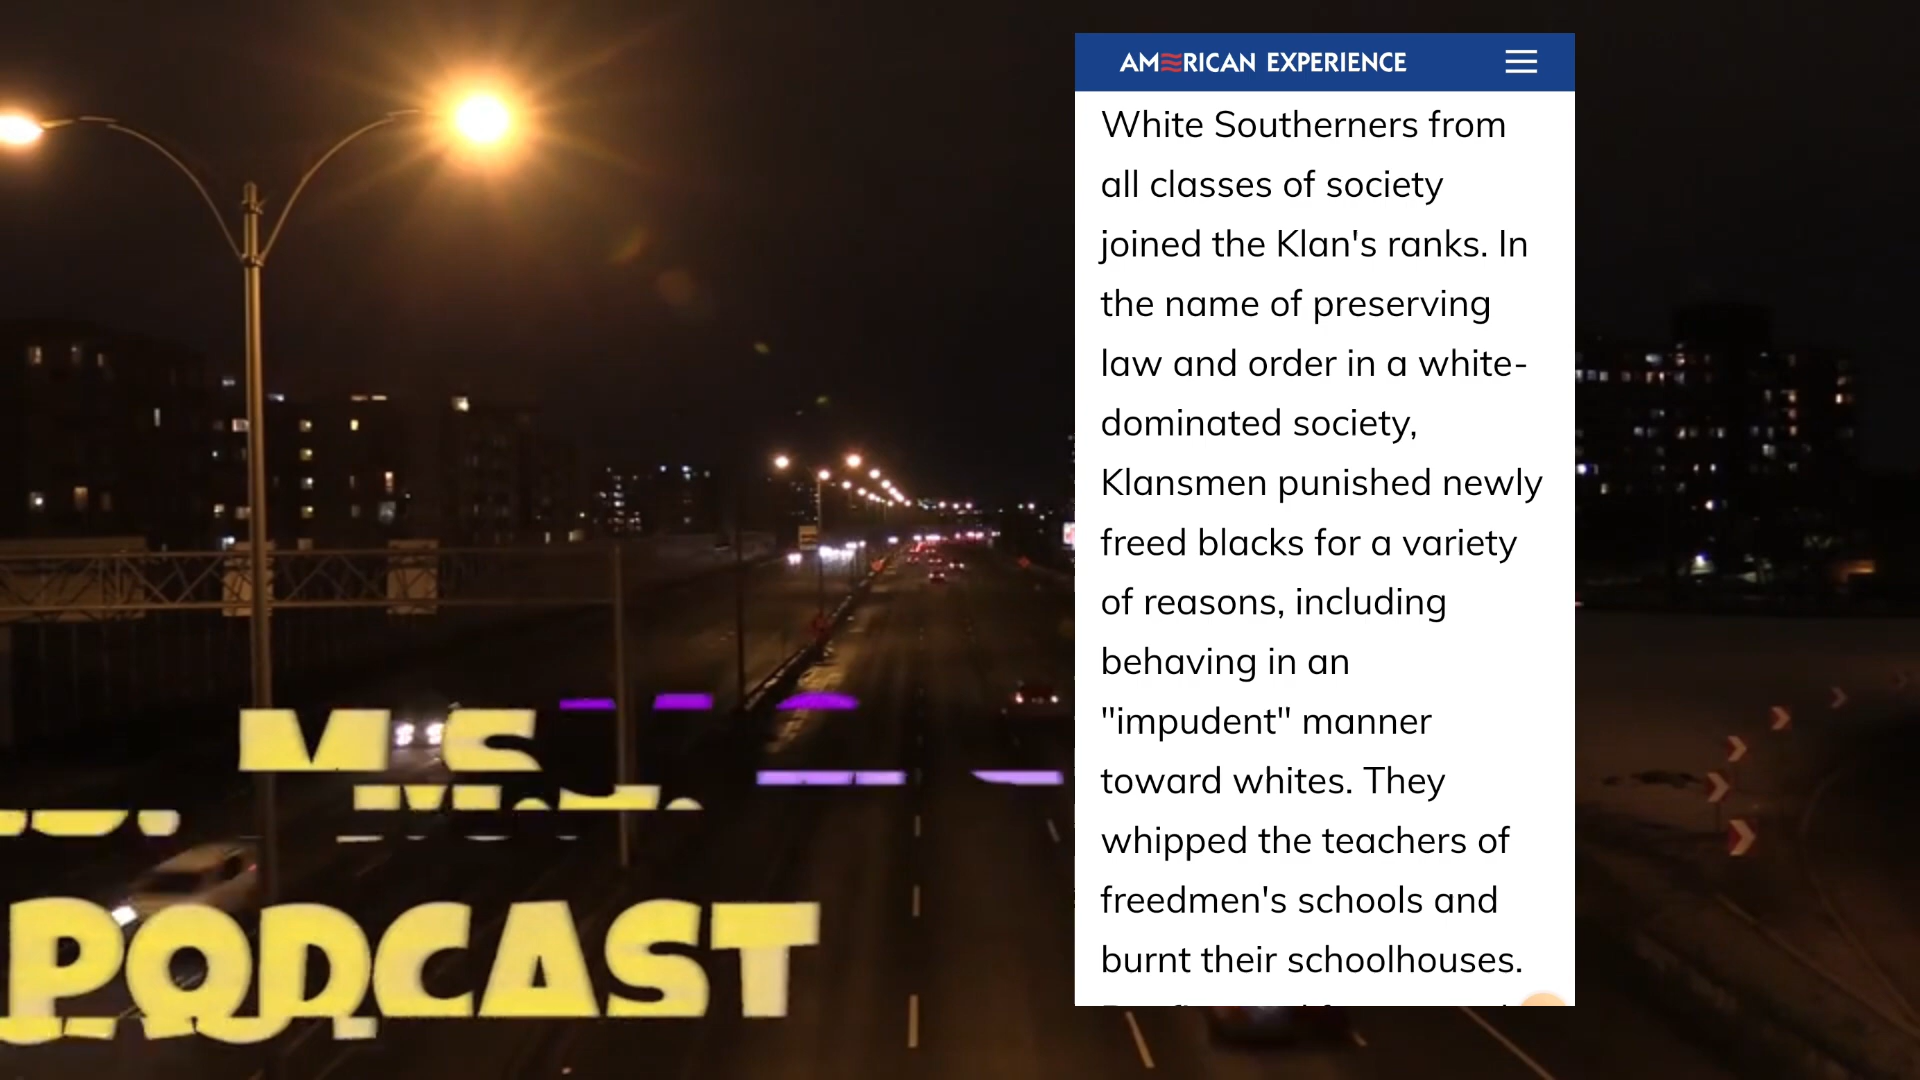 AMERICAN EXPERIENCE
White Southerners from
all classes of society
joined the Klan's ranks. In
the name of preserving
law and order in a white-
dominated society,
Klansmen punished newly
freed blacks for a variety
of reasons, including
behaving in an
"impudent" manner
toward whites. They
whipped the teachers of
freedmen's schools and
burnt their schoolhouses.
PODCAST